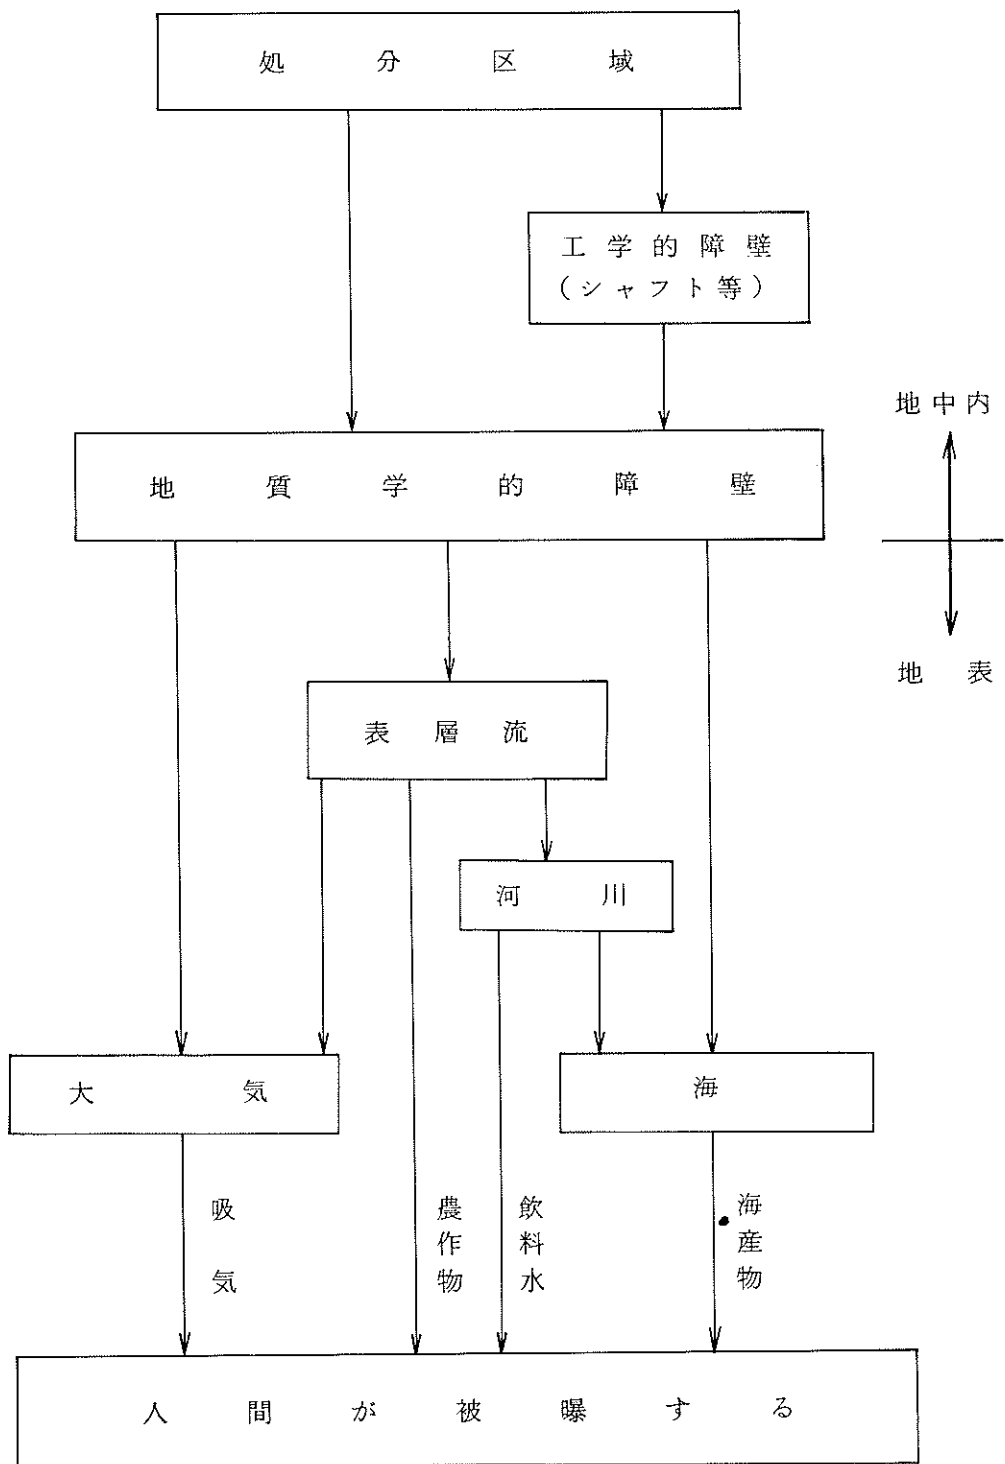 処分区域
工学的障壁
(シャフト等)
地中内
地質学的障壁
地表
表層流
河川
大気
海
吸気
農作物
飲料水
海産物
人間が被曝する